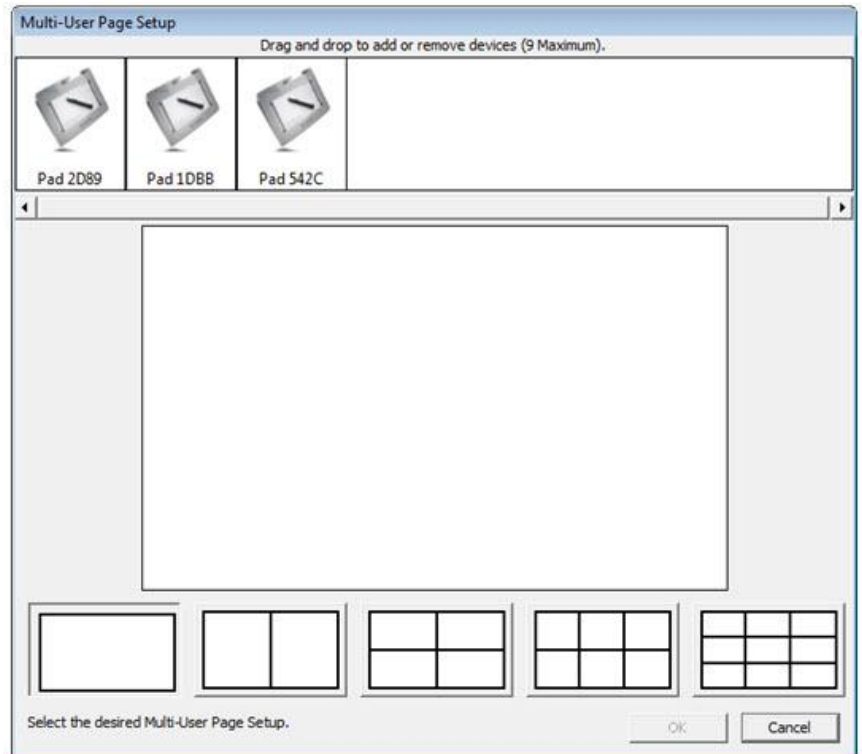 Multi-User Page Setup
Drag and drop to add or remove devices (9 Maximum).
Pad 2D89 Pad 1DBB Pad 542C
Select the desired Multi-User Page Setup.
OK Cancel